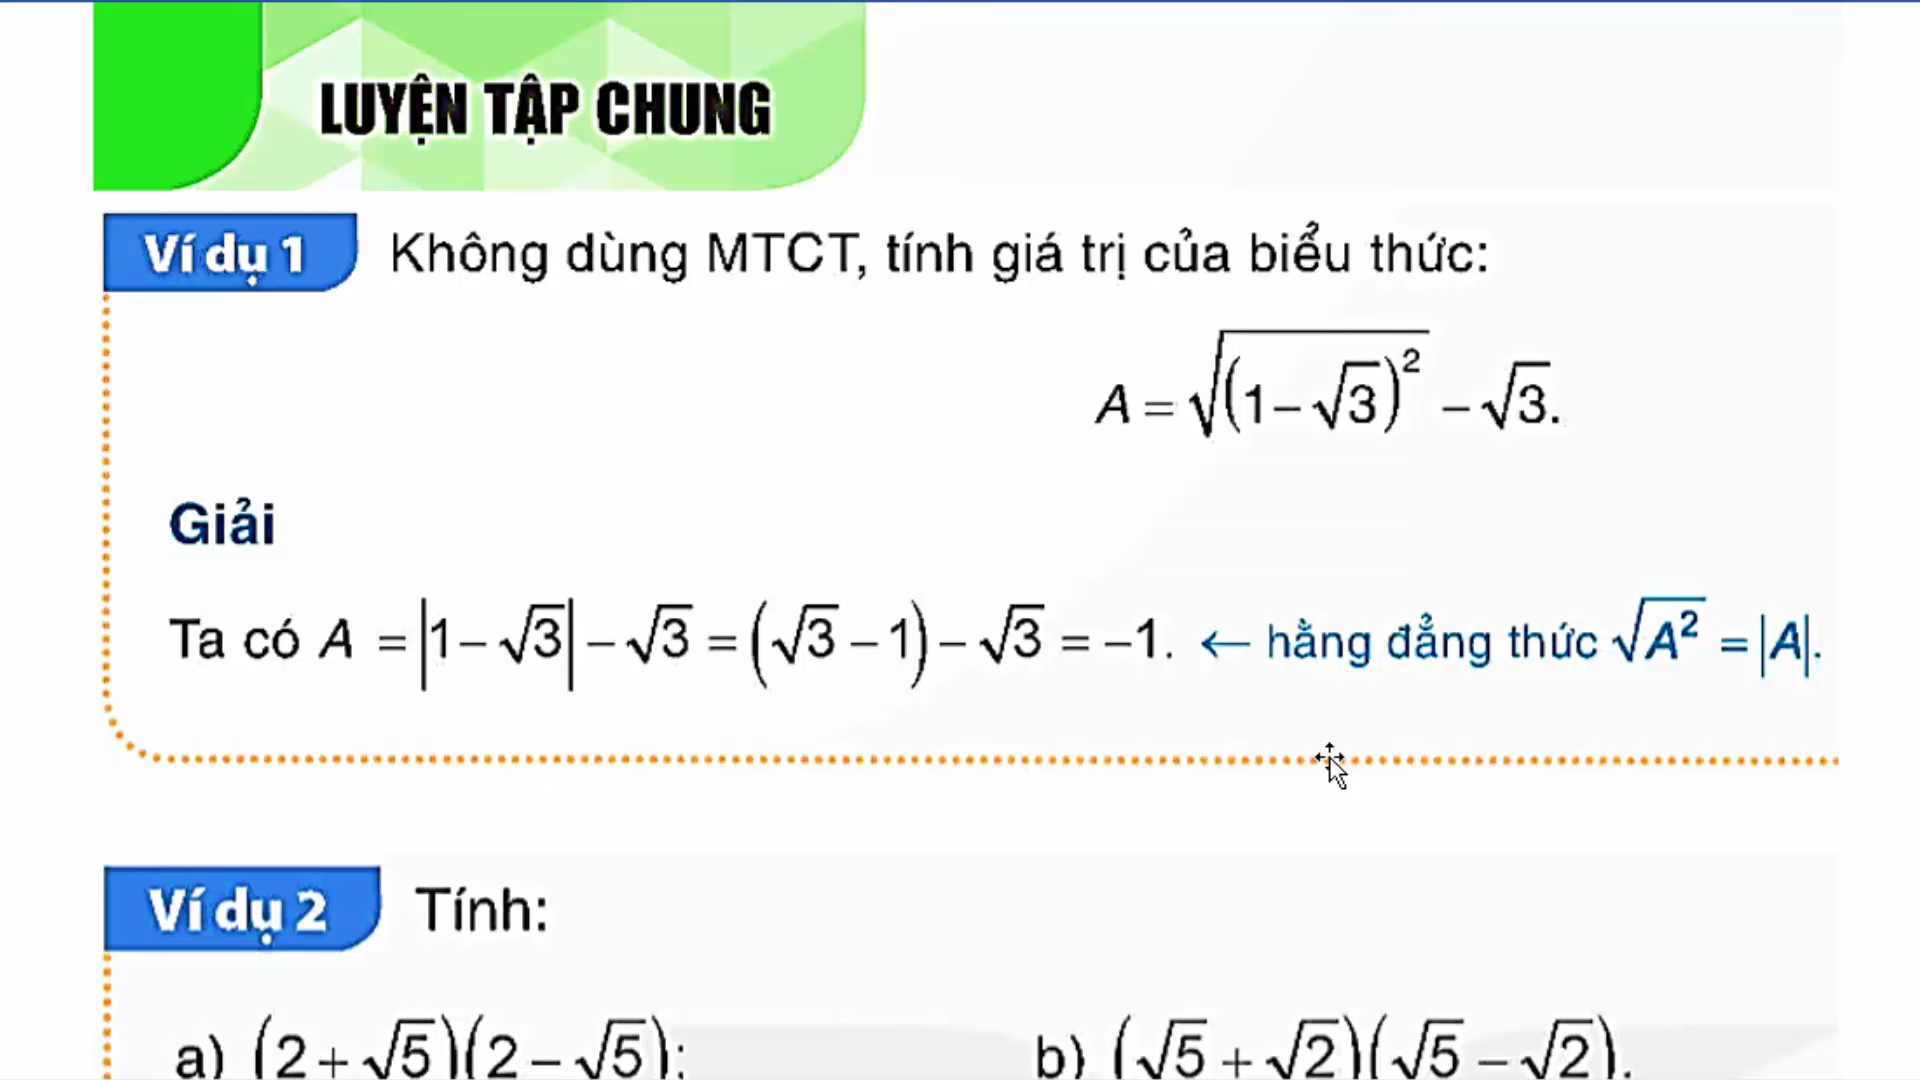 LUYỆN TẬP CHUNG
Ví dụ 1 Không dùng MTCT, tính giá trị của biểu thức:
A = √((1 − √3)²) − √3.
Giải
Ta có A = |1 − √3| − √3 = (√3 − 1) − √3 = −1. ← hằng đẳng thức √(A²) = |A|.
Ví dụ 2 Tính:
a) (2 + √5)(2 − √5); b) (√5 + √2)(√5 − √2).